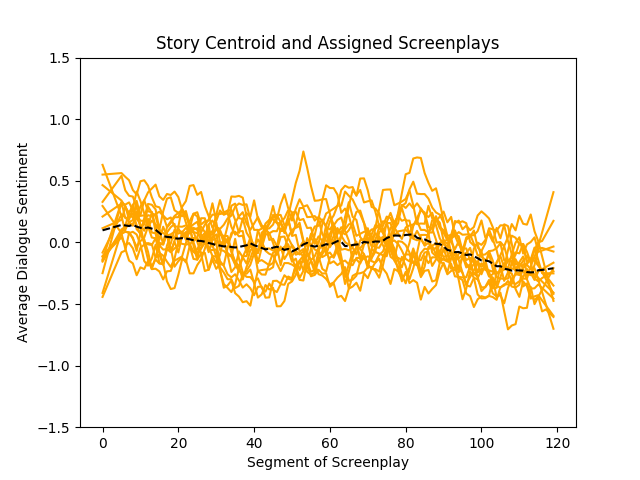 Story Centroid and Assigned Screenplays
1.5
1.0
0.5
0.0
−0.5
−1.0
−1.5
Average Dialogue Sentiment
0 20 40 60 80 100 120
Segment of Screenplay